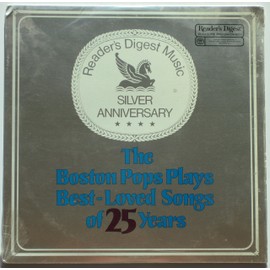 Reader's Digest
Reader's Digest Music
SILVER
ANNIVERSARY
★ ★ ★ ★
The
Boston Pops Plays
Best-Loved Songs
of 25 Years